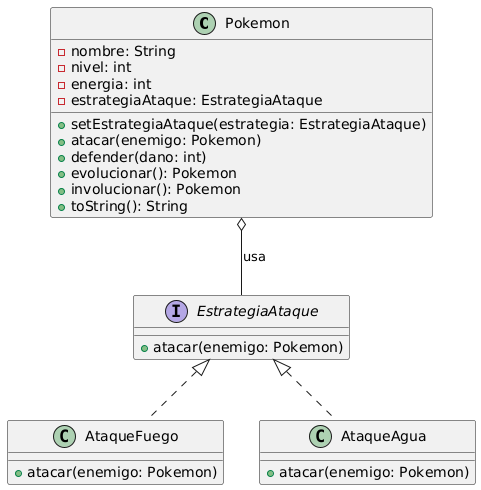 C Pokemon
nombre: String
nivel: int
energia: int
estrategiaAtaque: EstrategiaAtaque
setEstrategiaAtaque(estrategia: EstrategiaAtaque)
atacar(enemigo: Pokemon)
defender(dano: int)
evolucionar(): Pokemon
involucionar(): Pokemon
toString(): String
usa
I EstrategiaAtaque
atacar(enemigo: Pokemon)
C AtaqueFuego
atacar(enemigo: Pokemon)
C AtaqueAgua
atacar(enemigo: Pokemon)